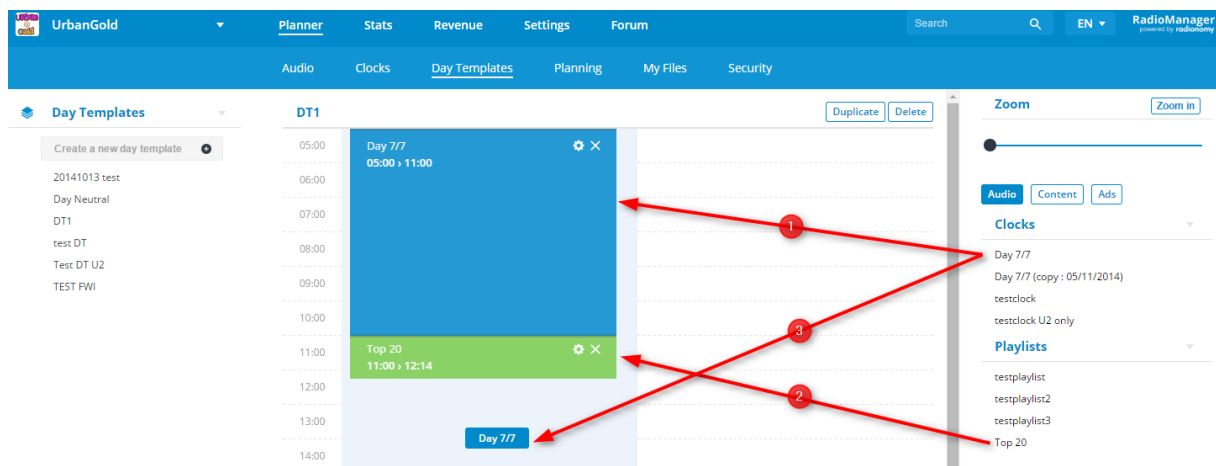 URBAN
GOLD
UrbanGold
Planner Stats Revenue Settings Forum
Search
EN
RadioManager
powered by radionomy
Audio Clocks Day Templates Planning My Files Security
Day Templates
Create a new day template
20141013 test
Day Neutral
DT1
test DT
Test DT U2
TEST FWI
DT1
Duplicate Delete
05:00
06:00
07:00
08:00
09:00
10:00
11:00
12:00
13:00
14:00
Day 7/7
05:00 › 11:00
Top 20
11:00 › 12:14
Day 7/7
1
3
2
Zoom
Zoom in
Audio Content Ads
Clocks
Day 7/7
Day 7/7 (copy : 05/11/2014)
testclock
testclock U2 only
Playlists
testplaylist
testplaylist2
testplaylist3
Top 20